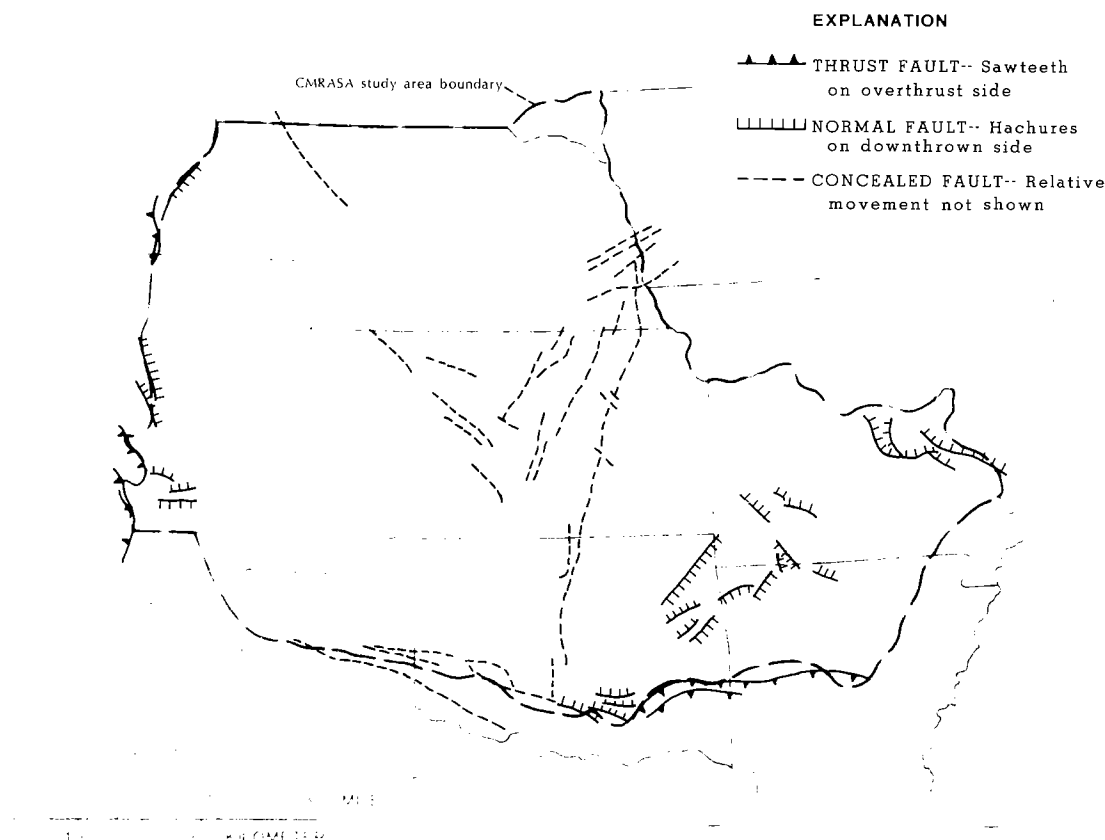 EXPLANATION
THRUST FAULT-- Sawteeth
on overthrust side
NORMAL FAULT-- Hachures
on downthrown side
CONCEALED FAULT-- Relative
movement not shown
CMRASA study area boundary
KILOMETER